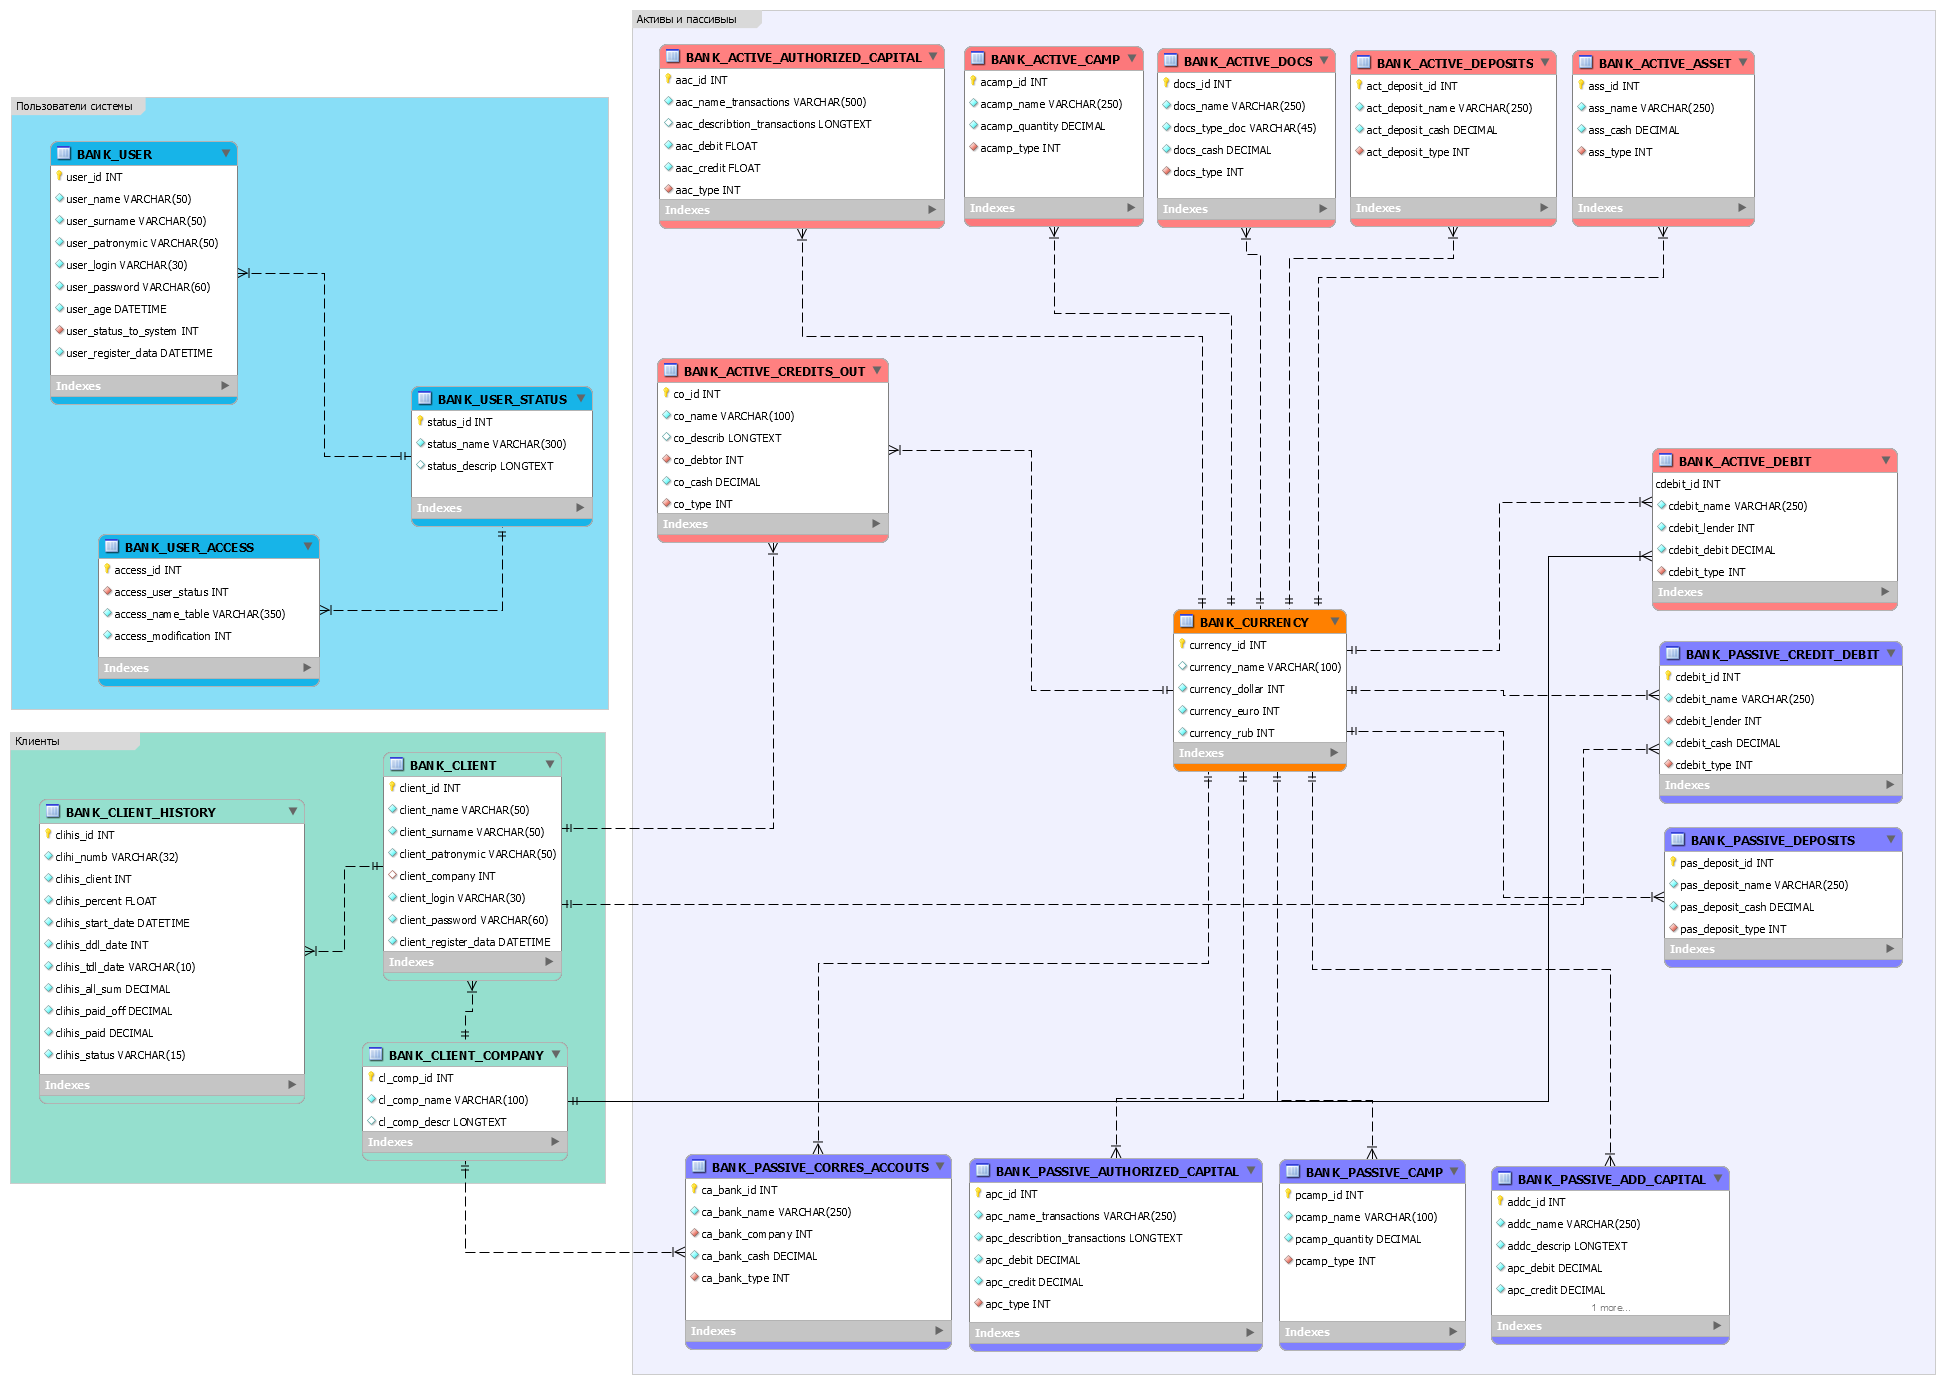 Активы и пассивыы
BANK_ACTIVE_AUTHORIZED_CAPITAL
aac_id INT
aac_name_transactions VARCHAR(500)
aac_describtion_transactions LONGTEXT
aac_debit FLOAT
aac_credit FLOAT
aac_type INT
Indexes
BANK_ACTIVE_CAMP
acamp_id INT
acamp_name VARCHAR(250)
acamp_quantity DECIMAL
acamp_type INT
Indexes
BANK_ACTIVE_DOCS
docs_id INT
docs_name VARCHAR(250)
docs_type_doc VARCHAR(45)
docs_cash DECIMAL
docs_type INT
Indexes
BANK_ACTIVE_DEPOSITS
act_deposit_id INT
act_deposit_name VARCHAR(250)
act_deposit_cash DECIMAL
act_deposit_type INT
Indexes
BANK_ACTIVE_ASSET
ass_id INT
ass_name VARCHAR(250)
ass_cash DECIMAL
ass_type INT
Indexes
Пользователи системы
BANK_USER
user_id INT
user_name VARCHAR(50)
user_surname VARCHAR(50)
user_patronymic VARCHAR(50)
user_login VARCHAR(30)
user_password VARCHAR(60)
user_age DATETIME
user_status_to_system INT
user_register_data DATETIME
Indexes
BANK_USER_STATUS
status_id INT
status_name VARCHAR(300)
status_descrip LONGTEXT
Indexes
BANK_USER_ACCESS
access_id INT
access_user_status INT
access_name_table VARCHAR(350)
access_modification INT
Indexes
BANK_ACTIVE_CREDITS_OUT
co_id INT
co_name VARCHAR(100)
co_describ LONGTEXT
co_debtor INT
co_cash DECIMAL
co_type INT
Indexes
BANK_ACTIVE_DEBIT
cdebit_id INT
cdebit_name VARCHAR(250)
cdebit_lender INT
cdebit_debit DECIMAL
cdebit_type INT
Indexes
BANK_CURRENCY
currency_id INT
currency_name VARCHAR(100)
currency_dollar INT
currency_euro INT
currency_rub INT
Indexes
BANK_PASSIVE_CREDIT_DEBIT
cdebit_id INT
cdebit_name VARCHAR(250)
cdebit_lender INT
cdebit_cash DECIMAL
cdebit_type INT
Indexes
BANK_PASSIVE_DEPOSITS
pas_deposit_id INT
pas_deposit_name VARCHAR(250)
pas_deposit_cash DECIMAL
pas_deposit_type INT
Indexes
Клиенты
BANK_CLIENT
client_id INT
client_name VARCHAR(50)
client_surname VARCHAR(50)
client_patronymic VARCHAR(50)
client_company INT
client_login VARCHAR(30)
client_password VARCHAR(60)
client_register_data DATETIME
Indexes
BANK_CLIENT_HISTORY
clihis_id INT
clihi_numb VARCHAR(32)
clihis_client INT
clihis_percent FLOAT
clihis_start_date DATETIME
clihis_ddl_date INT
clihis_tdl_date VARCHAR(10)
clihis_all_sum DECIMAL
clihis_paid_off DECIMAL
clihis_paid DECIMAL
clihis_status VARCHAR(15)
Indexes
BANK_CLIENT_COMPANY
cl_comp_id INT
cl_comp_name VARCHAR(100)
cl_comp_descr LONGTEXT
Indexes
BANK_PASSIVE_CORRES_ACCOUTS
ca_bank_id INT
ca_bank_name VARCHAR(250)
ca_bank_company INT
ca_bank_cash DECIMAL
ca_bank_type INT
Indexes
BANK_PASSIVE_AUTHORIZED_CAPITAL
apc_id INT
apc_name_transactions VARCHAR(250)
apc_describtion_transactions LONGTEXT
apc_debit DECIMAL
apc_credit DECIMAL
apc_type INT
Indexes
BANK_PASSIVE_CAMP
pcamp_id INT
pcamp_name VARCHAR(100)
pcamp_quantity DECIMAL
pcamp_type INT
Indexes
BANK_PASSIVE_ADD_CAPITAL
addc_id INT
addc_name VARCHAR(250)
addc_descrip LONGTEXT
apc_debit DECIMAL
apc_credit DECIMAL
1 more...
Indexes